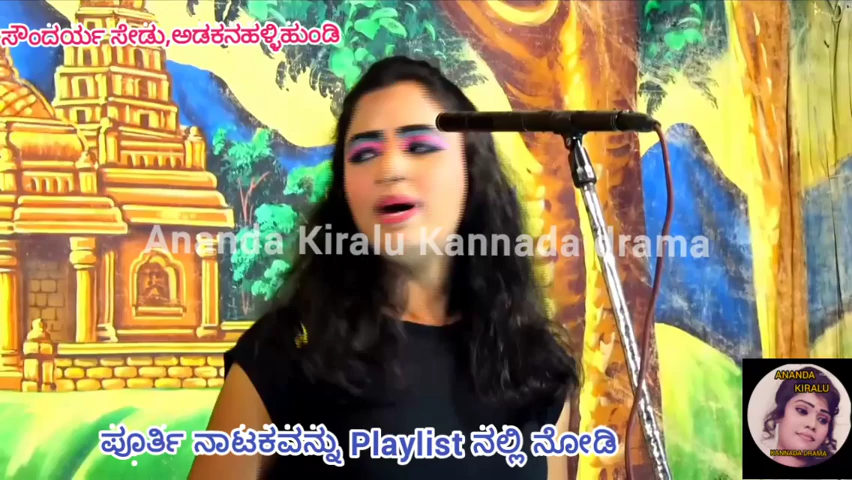 ಸೌಂದರ್ಯ ಸೇಡು,ಅಡಕನಹಳ್ಳಿಹುಂಡಿ
Ananda Kiralu Kannada drama
ANANDA
KIRALU
KANNADA DRAMA
ಪೂರ್ತಿ ನಾಟಕವನ್ನು Playlist ನಲ್ಲಿ ನೋಡಿ